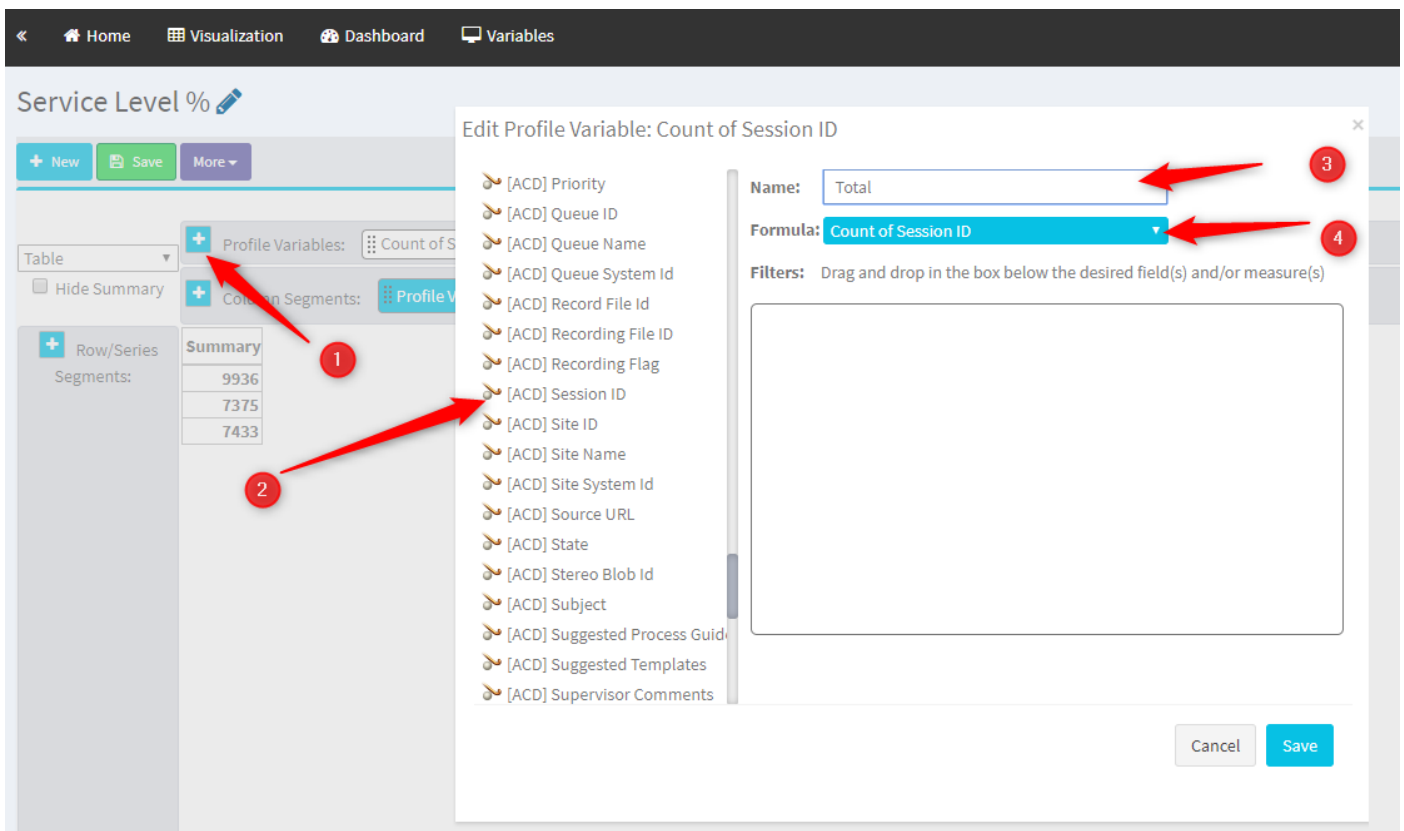 « Home Visualization Dashboard Variables
Service Level %
+ New Save More
Table
Hide Summary
+ Profile Variables: Count of S
+ Column Segments: Profile V
+ Row/Series
Segments:
Summary
9936
7375
7433
1
2
Edit Profile Variable: Count of Session ID ×
[ACD] Priority
[ACD] Queue ID
[ACD] Queue Name
[ACD] Queue System Id
[ACD] Record File Id
[ACD] Recording File ID
[ACD] Recording Flag
[ACD] Session ID
[ACD] Site ID
[ACD] Site Name
[ACD] Site System Id
[ACD] Source URL
[ACD] State
[ACD] Stereo Blob Id
[ACD] Subject
[ACD] Suggested Process Guid
[ACD] Suggested Templates
[ACD] Supervisor Comments
Name: Total
3
Formula: Count of Session ID
4
Filters: Drag and drop in the box below the desired field(s) and/or measure(s)
Cancel Save